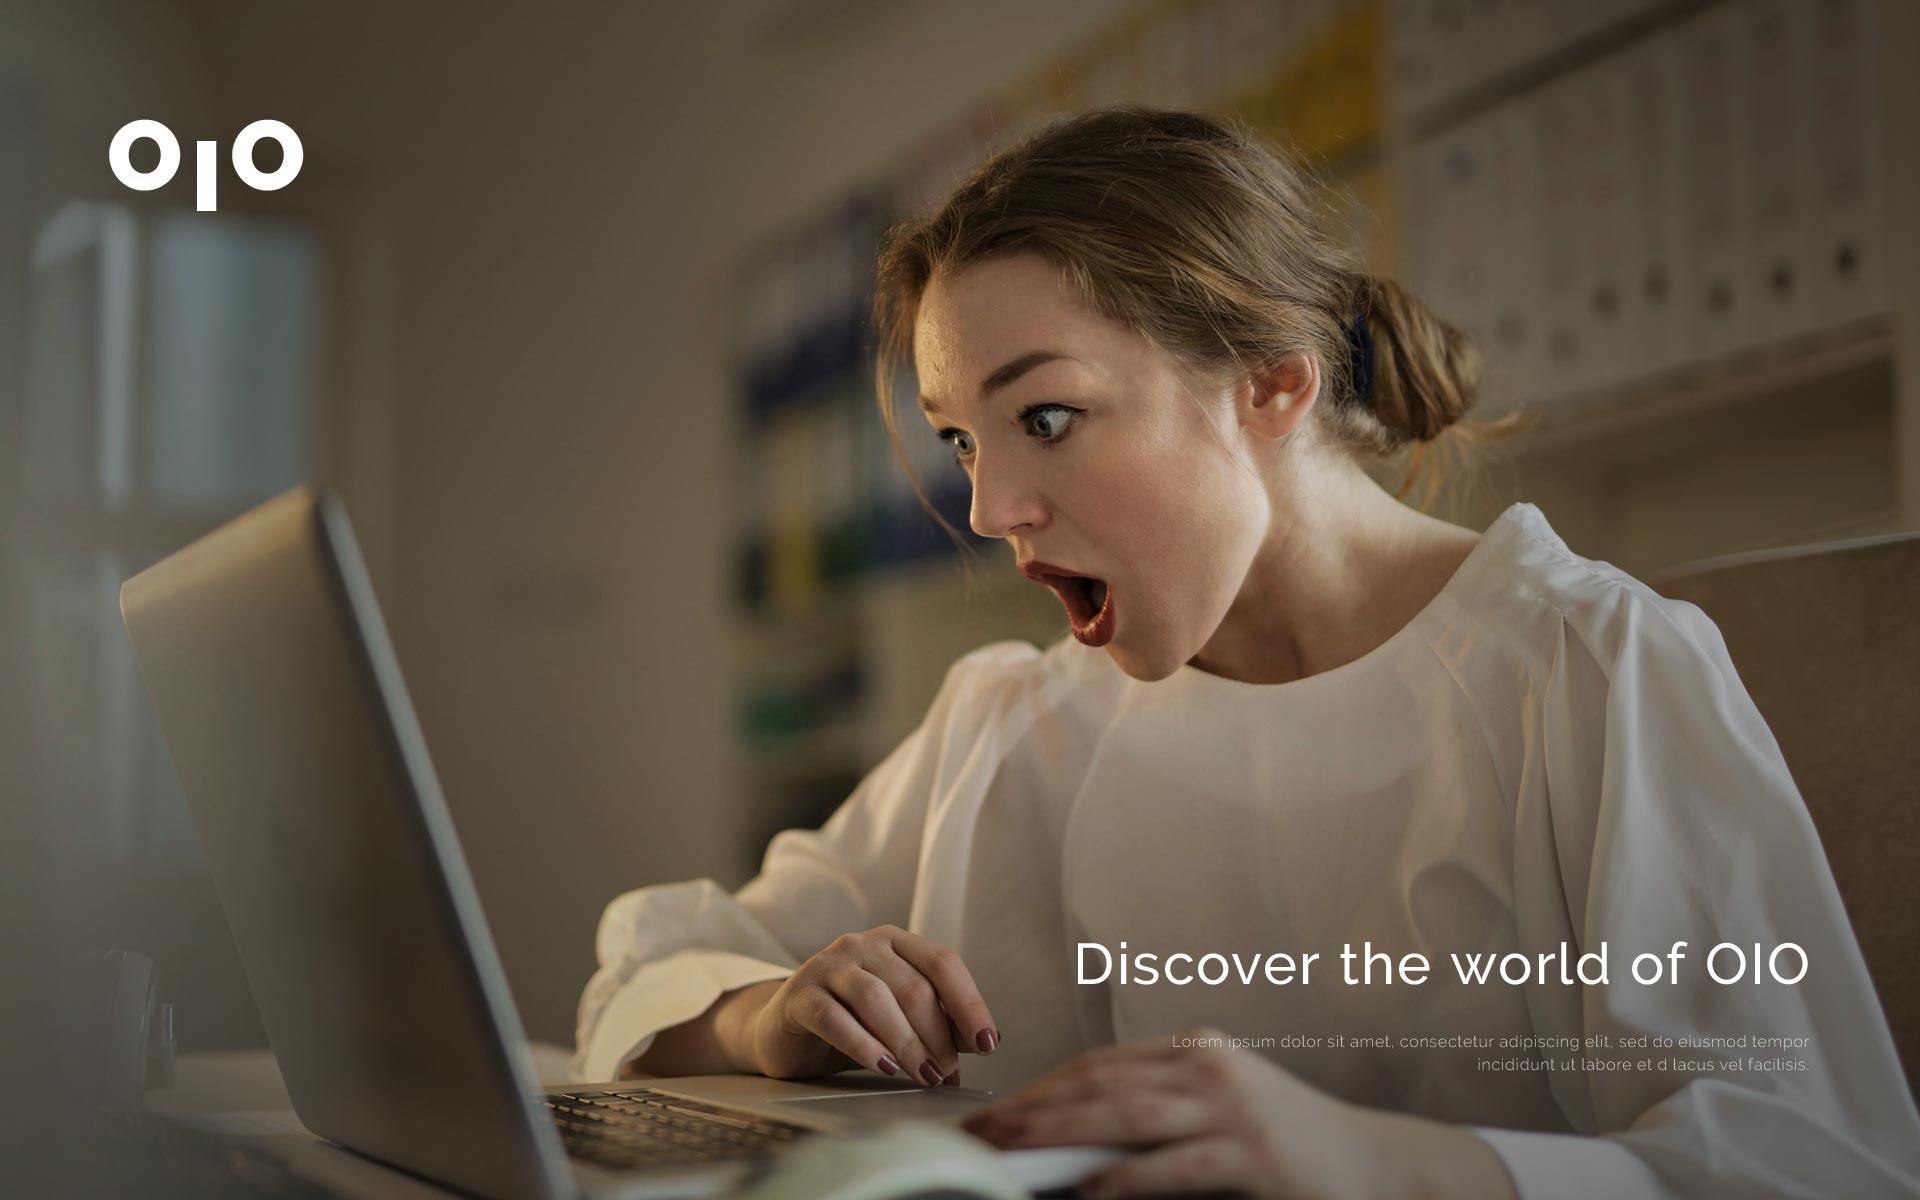 OIO
Discover the world of OIO
Lorem ipsum dolor sit amet, consectetur adipiscing elit, sed do eiusmod tempor
incididunt ut labore et d lacus vel facilisis.